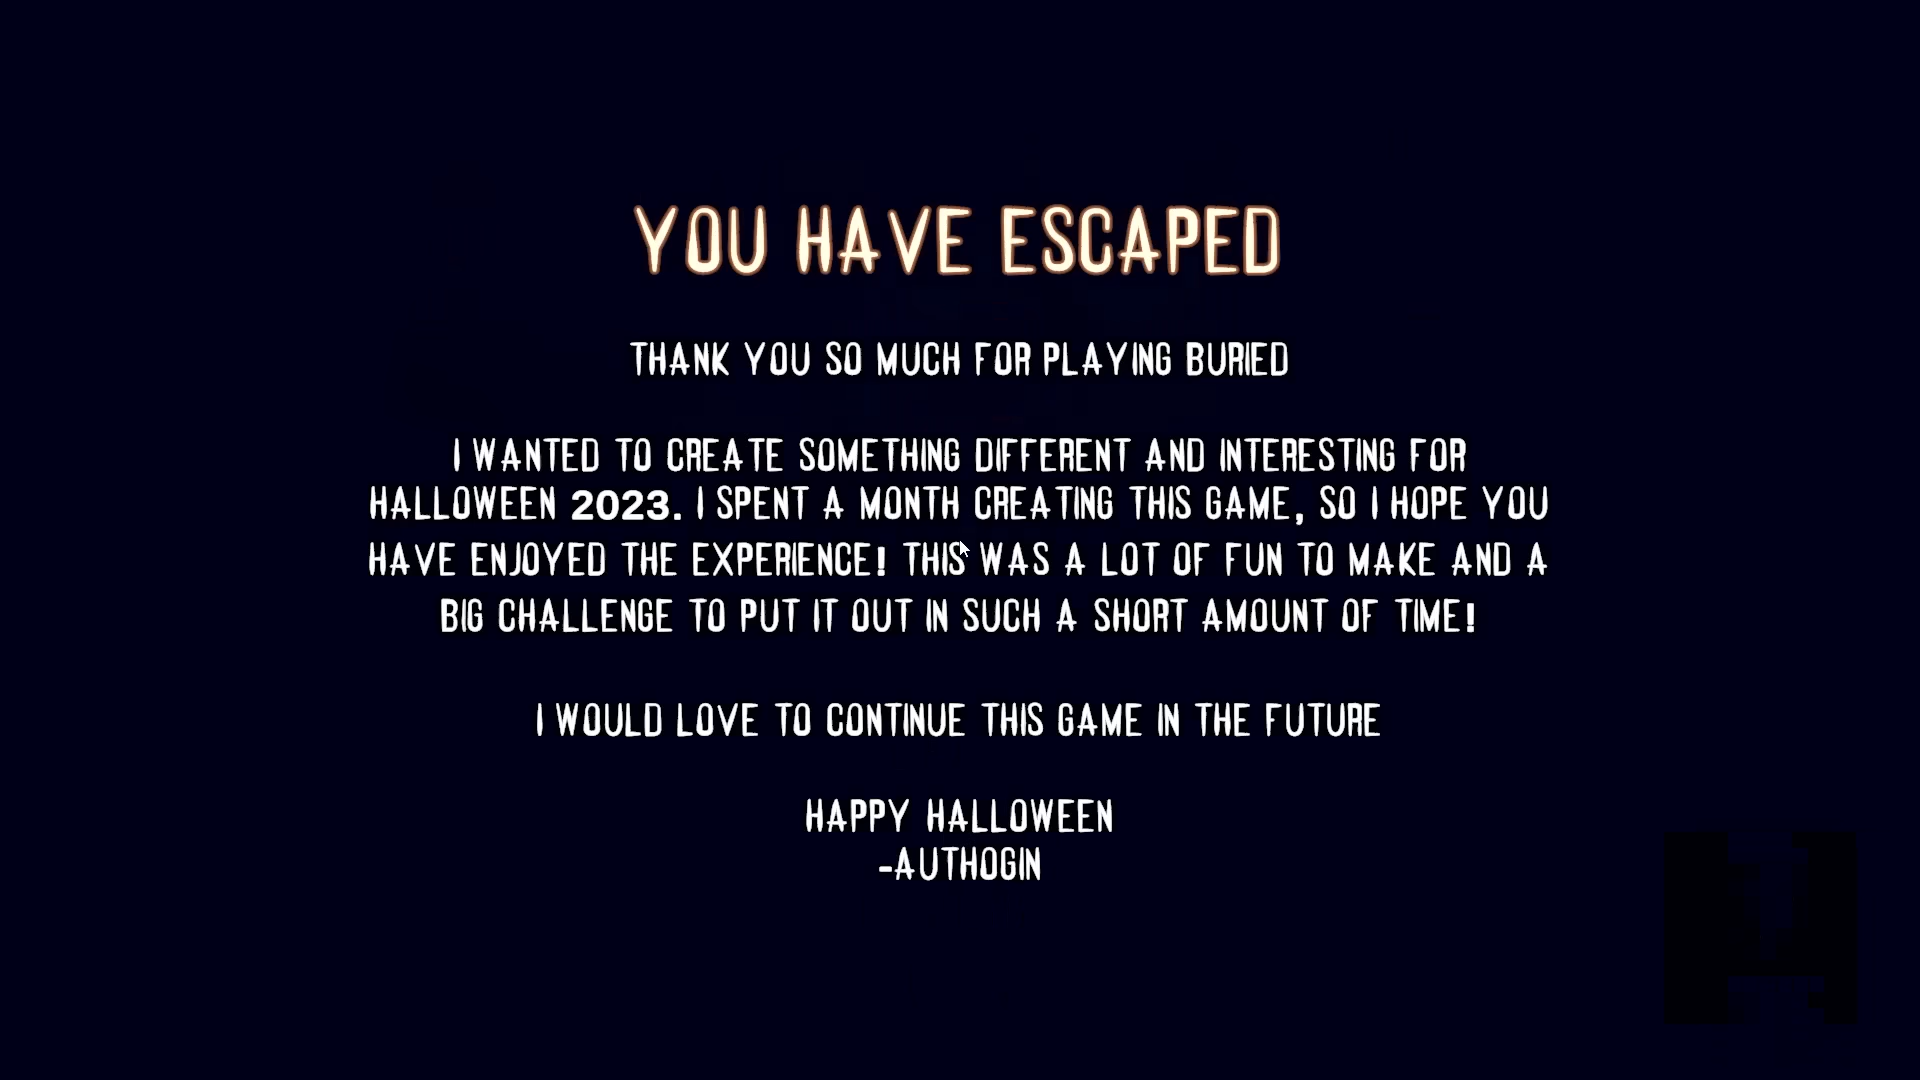 YOU HAVE ESCAPED
THANK YOU SO MUCH FOR PLAYING BURIED
I WANTED TO CREATE SOMETHING DIFFERENT AND INTERESTING FOR
HALLOWEEN 2023. I SPENT A MONTH CREATING THIS GAME, SO I HOPE YOU
HAVE ENJOYED THE EXPERIENCE! THIS WAS A LOT OF FUN TO MAKE AND A
BIG CHALLENGE TO PUT IT OUT IN SUCH A SHORT AMOUNT OF TIME!
I WOULD LOVE TO CONTINUE THIS GAME IN THE FUTURE
HAPPY HALLOWEEN
-AUTHOGIN